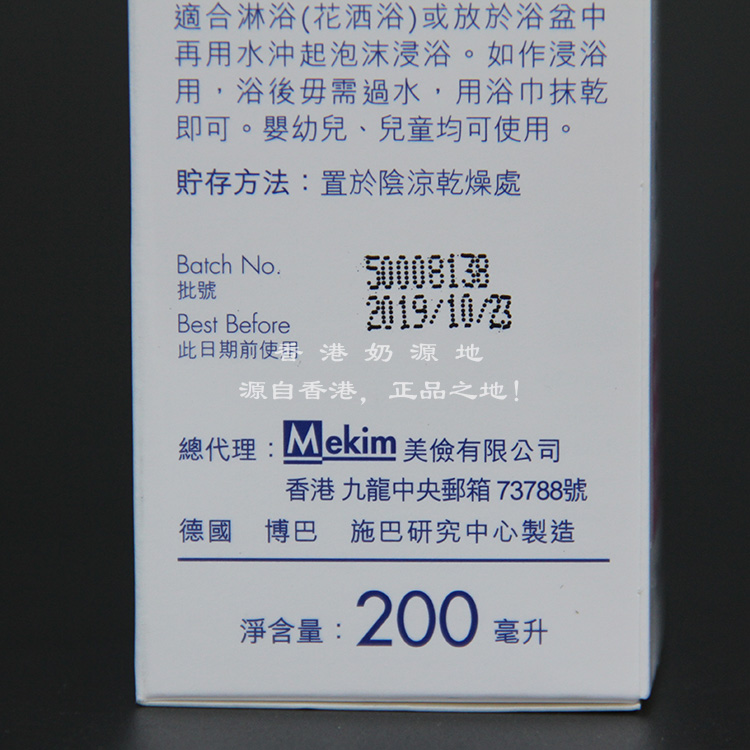 適合淋浴(花洒浴)或放於浴盆中
再用水沖起泡沫浸浴。如作浸浴
用，浴後毋需過水，用浴巾抹乾
即可。嬰幼兒、兒童均可使用。
貯存方法：置於陰涼乾燥處
Batch No. 50008138
批號
Best Before 2019/10/23
此日期前使用
香港奶源地
源自香港，正品之地！
總代理：Mekim 美儉有限公司
香港 九龍中央郵箱 73788號
德國 博巴 施巴研究中心製造
淨含量：200 毫升